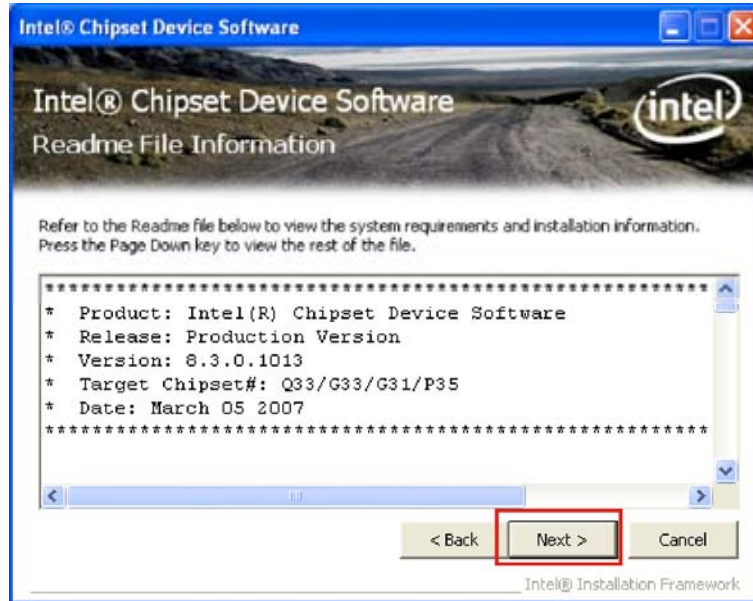 Intel® Chipset Device Software
Intel® Chipset Device Software
intel
Readme File Information
Refer to the Readme file below to view the system requirements and installation information.
Press the Page Down key to view the rest of the file.
********************************************************
* Product: Intel(R) Chipset Device Software
* Release: Production Version
* Version: 8.3.0.1013
* Target Chipset#: Q33/G33/G31/P35
* Date: March 05 2007
********************************************************
< Back Next > Cancel
Intel® Installation Framework